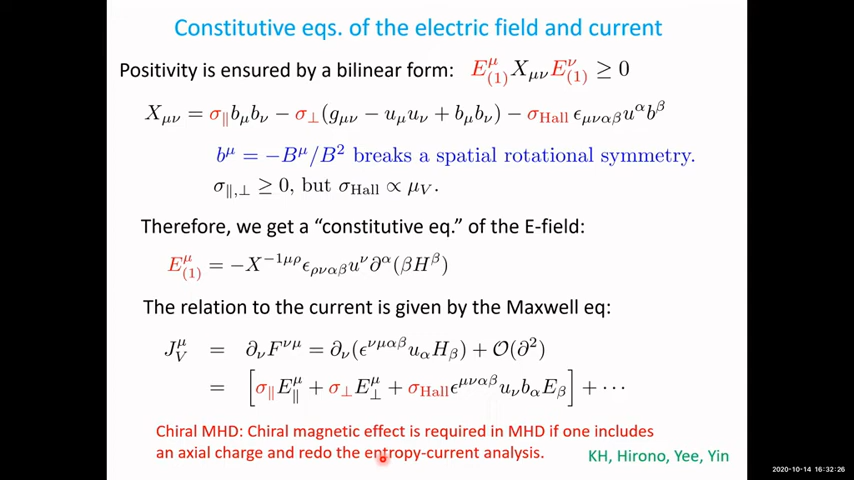 Constitutive eqs. of the electric field and current
Positivity is ensured by a bilinear form: E^μ_(1) X_μν E^ν_(1) ≥ 0
X_μν = σ_∥ b_μ b_ν − σ_⊥ (g_μν − u_μ u_ν + b_μ b_ν) − σ_Hall ε_μναβ u^α b^β
b^μ = −B^μ/B^2 breaks a spatial rotational symmetry.
σ_∥,⊥ ≥ 0, but σ_Hall ∝ μ_V.
Therefore, we get a “constitutive eq.” of the E-field:
E^μ_(1) = −X^−1μρ ϵ_ρναβ u^ν ∂^α (βH^β)
The relation to the current is given by the Maxwell eq:
J^μ_V = ∂_ν F^νμ = ∂_ν (ϵ^νμαβ u_α H_β) + O(∂^2)
= [σ_∥ E^μ_∥ + σ_⊥ E^μ_⊥ + σ_Hall ϵ^μναβ u_ν b_α E_β] + ⋯
Chiral MHD: Chiral magnetic effect is required in MHD if one includes
an axial charge and redo the entropy-current analysis.
KH, Hirono, Yee, Yin
2020-10-14 16:32:26